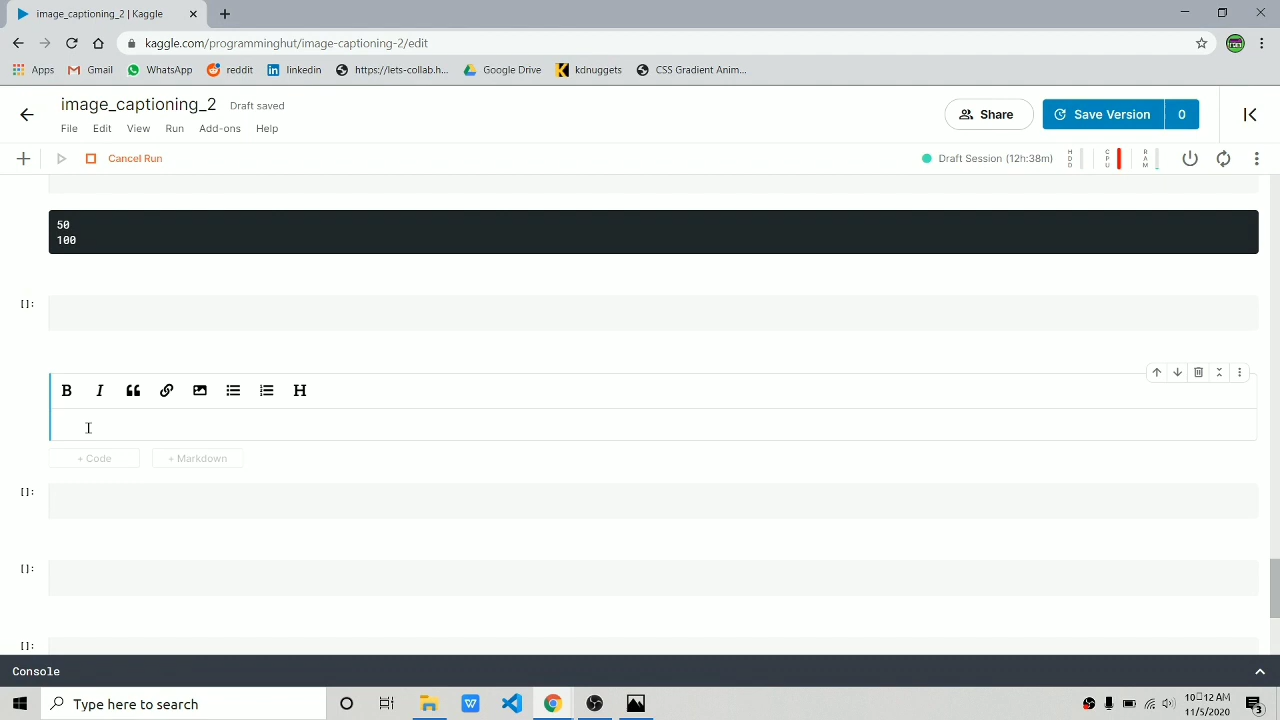 image_captioning_2 | Kaggle
kaggle.com/programminghut/image-captioning-2/edit
Apps Gmail WhatsApp reddit linkedin https://lets-collab.h... Google Drive kdnuggets CSS Gradient Anim...
image_captioning_2 Draft saved
Share Save Version 0
File Edit View Run Add-ons Help
Cancel Run Draft Session (12h:38m) HDD CPU RAM
50
100
[]:
B I H
+ Code + Markdown
[]:
[]:
[]:
Console
Type here to search
10:12 AM
11/5/2020
3